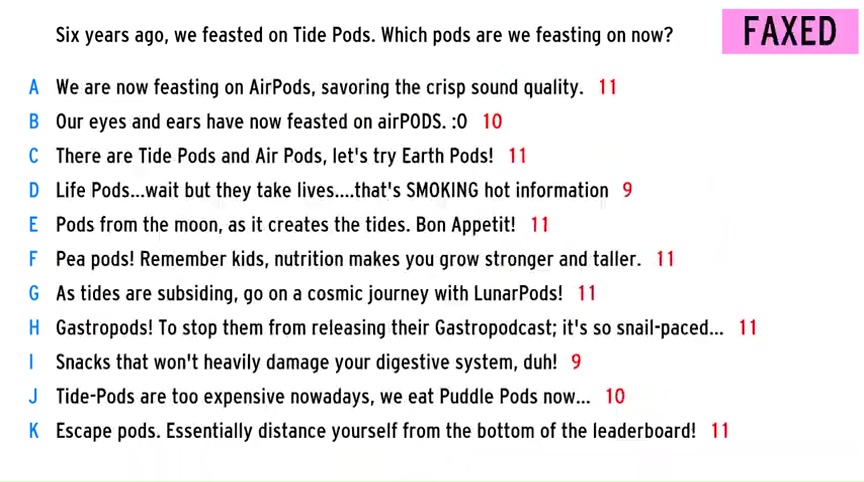 Six years ago, we feasted on Tide Pods. Which pods are we feasting on now?
FAXED
A We are now feasting on AirPods, savoring the crisp sound quality. 11
B Our eyes and ears have now feasted on airPODS. :O 10
C There are Tide Pods and Air Pods, let's try Earth Pods! 11
D Life Pods...wait but they take lives....that's SMOKING hot information 9
E Pods from the moon, as it creates the tides. Bon Appetit! 11
F Pea pods! Remember kids, nutrition makes you grow stronger and taller. 11
G As tides are subsiding, go on a cosmic journey with LunarPods! 11
H Gastropods! To stop them from releasing their Gastropodcast; it's so snail-paced... 11
I Snacks that won't heavily damage your digestive system, duh! 9
J Tide-Pods are too expensive nowadays, we eat Puddle Pods now... 10
K Escape pods. Essentially distance yourself from the bottom of the leaderboard! 11